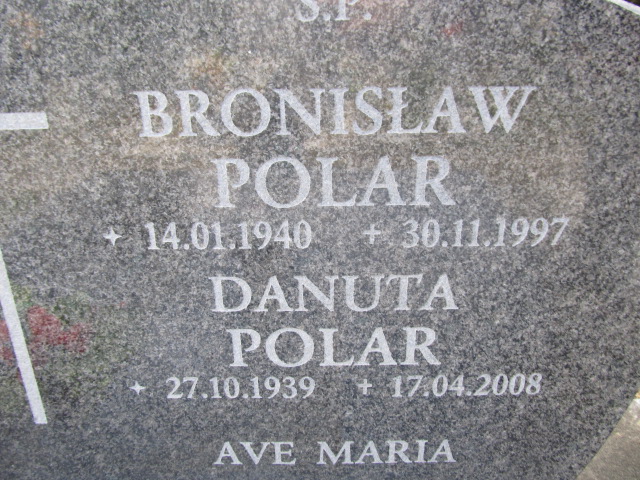 Ś.P.
BRONISŁAW
POLAR
14.01.1940 + 30.11.1997
DANUTA
POLAR
27.10.1939 + 17.04.2008
AVE MARIA